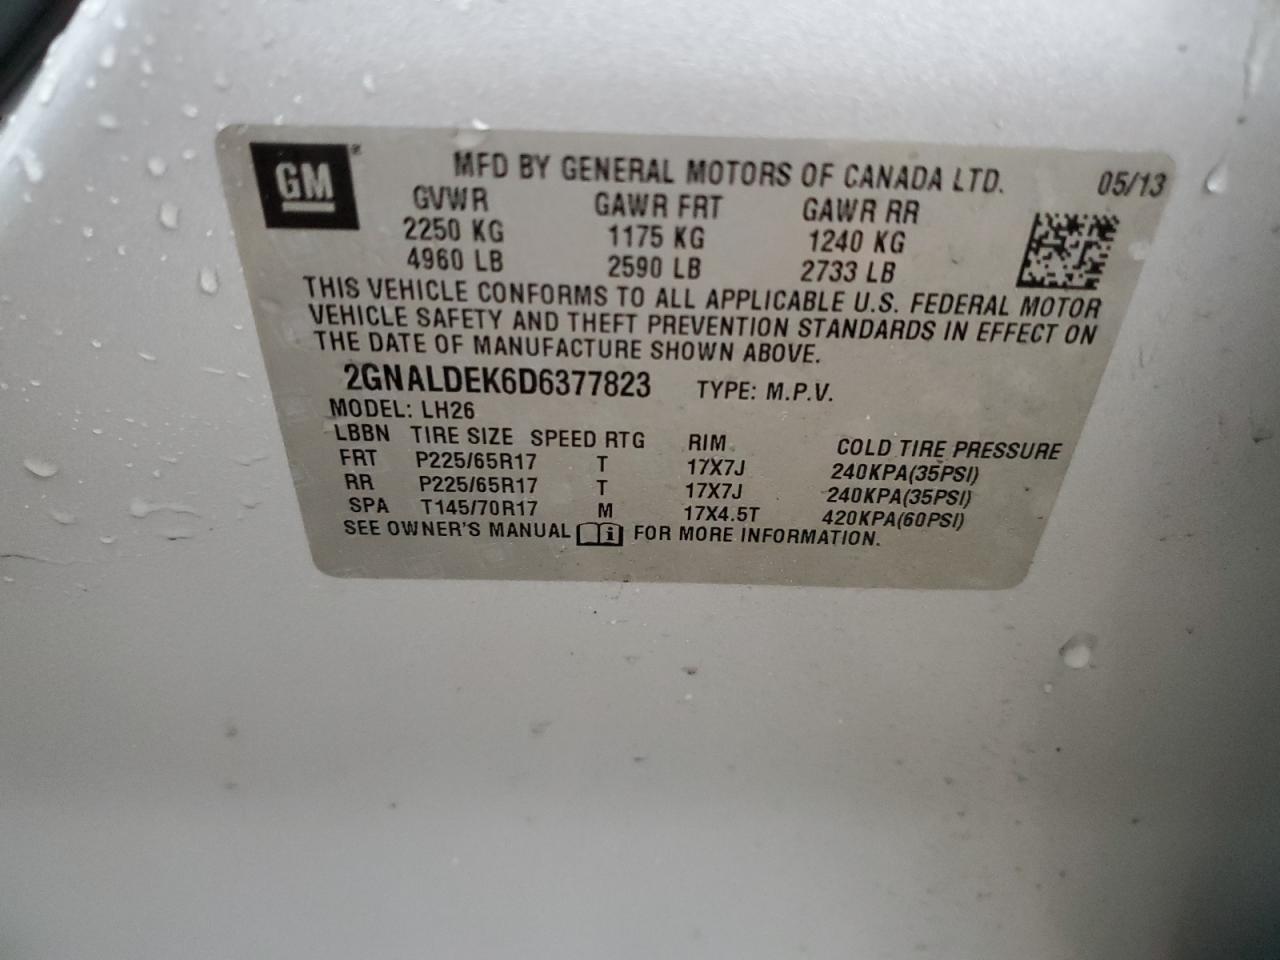 GM MFD BY GENERAL MOTORS OF CANADA LTD. 05/13
GVWR GAWR FRT GAWR RR
2250 KG 1175 KG 1240 KG
4960 LB 2590 LB 2733 LB
THIS VEHICLE CONFORMS TO ALL APPLICABLE U.S. FEDERAL MOTOR
VEHICLE SAFETY AND THEFT PREVENTION STANDARDS IN EFFECT ON
THE DATE OF MANUFACTURE SHOWN ABOVE.
2GNALDEK6D6377823 TYPE: M.P.V.
MODEL: LH26
LBBN TIRE SIZE SPEED RTG RIM COLD TIRE PRESSURE
FRT P225/65R17 T 17X7J 240KPA(35PSI)
RR P225/65R17 T 17X7J 240KPA(35PSI)
SPA T145/70R17 M 17X4.5T 420KPA(60PSI)
SEE OWNER'S MANUAL i FOR MORE INFORMATION.